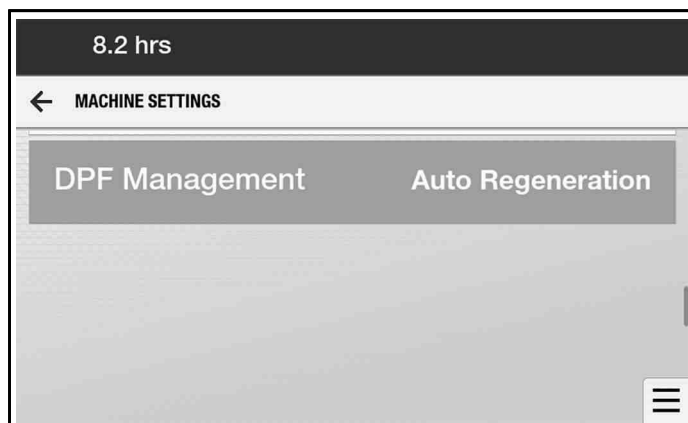 8.2 hrs
MACHINE SETTINGS
DPF Management Auto Regeneration